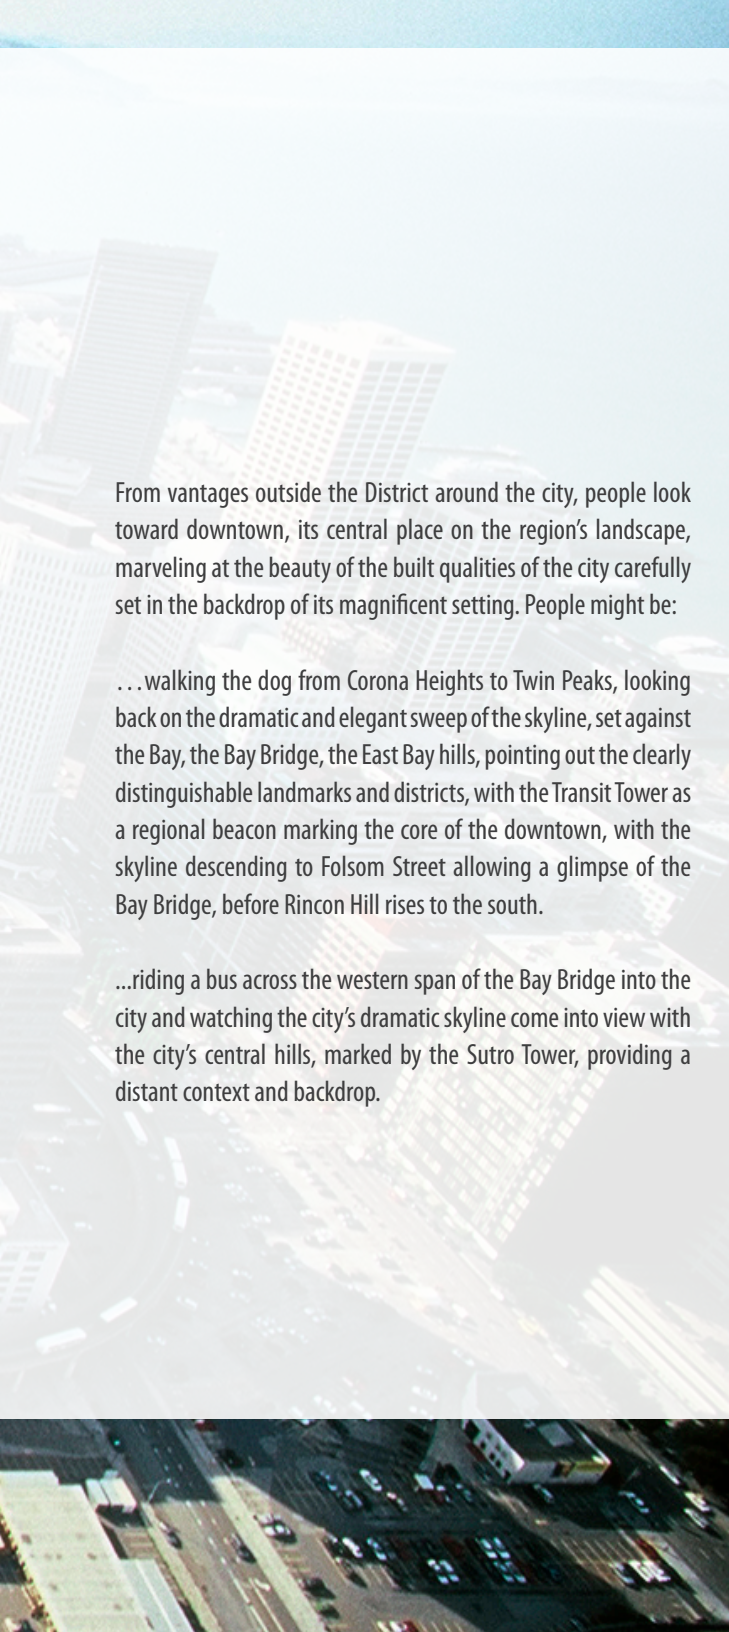 From vantages outside the District around the city, people look
toward downtown, its central place on the region’s landscape,
marveling at the beauty of the built qualities of the city carefully
set in the backdrop of its magnificent setting. People might be:
…walking the dog from Corona Heights to Twin Peaks, looking
back on the dramatic and elegant sweep of the skyline, set against
the Bay, the Bay Bridge, the East Bay hills, pointing out the clearly
distinguishable landmarks and districts, with the Transit Tower as
a regional beacon marking the core of the downtown, with the
skyline descending to Folsom Street allowing a glimpse of the
Bay Bridge, before Rincon Hill rises to the south.
...riding a bus across the western span of the Bay Bridge into the
city and watching the city’s dramatic skyline come into view with
the city’s central hills, marked by the Sutro Tower, providing a
distant context and backdrop.